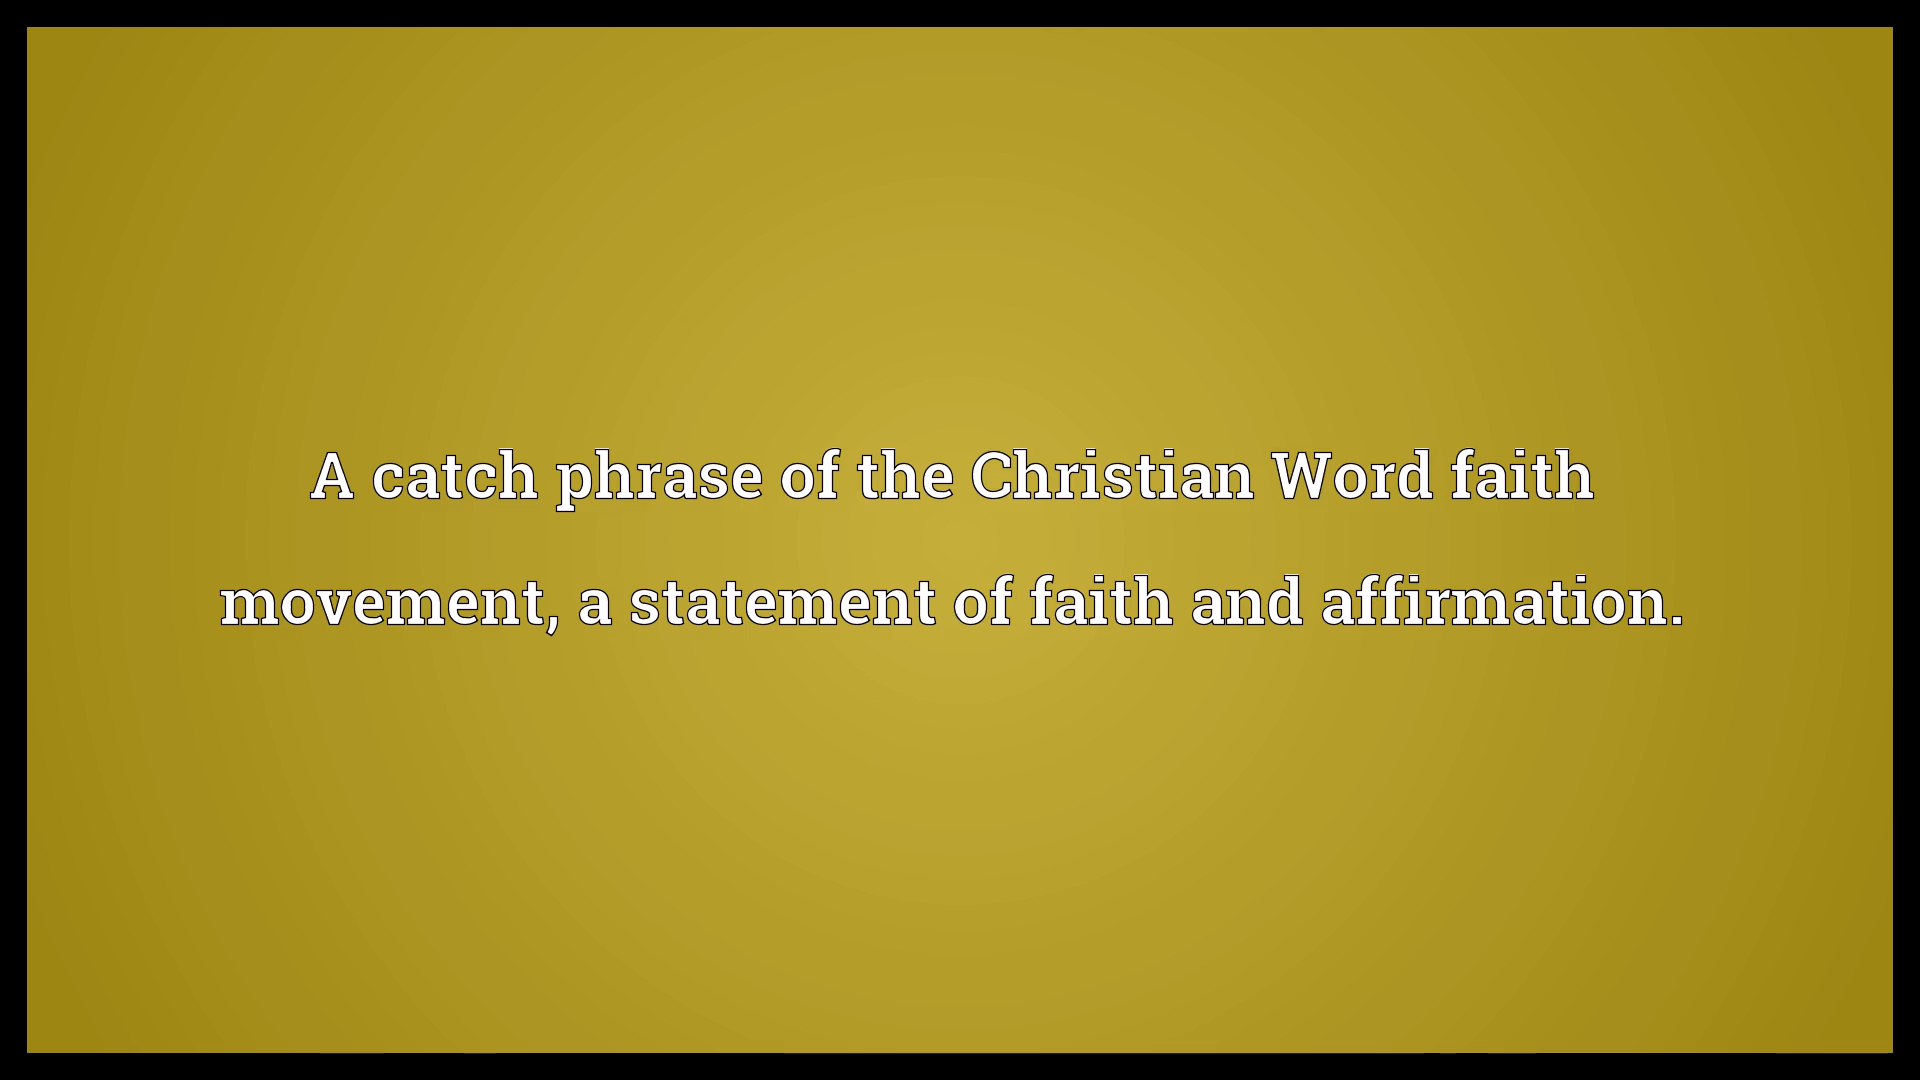 A catch phrase of the Christian Word faith
movement, a statement of faith and affirmation.